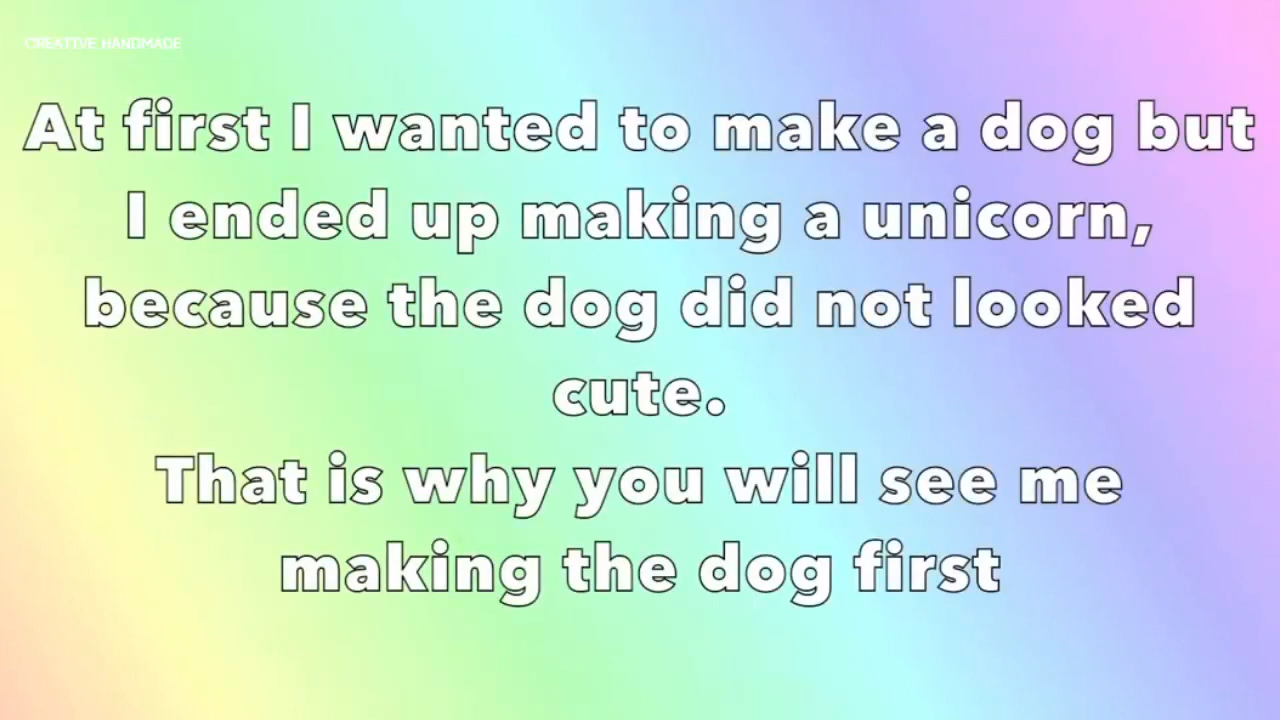 CREATIVE HANDMADE
At first I wanted to make a dog but
I ended up making a unicorn,
because the dog did not looked
cute.
That is why you will see me
making the dog first